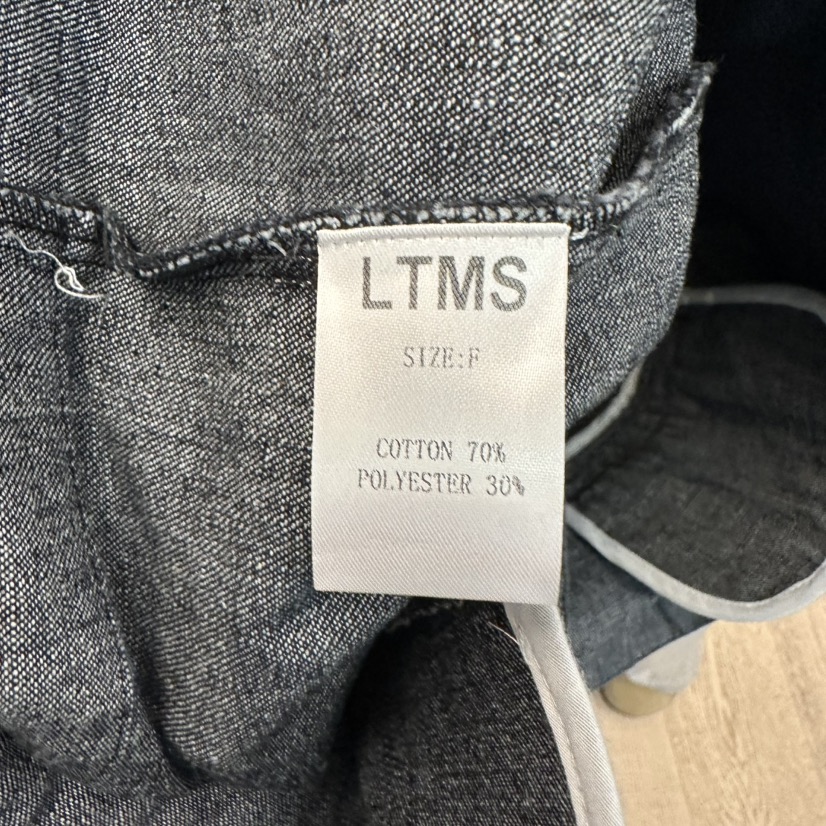 LTMS
SIZE:F
COTTON 70%
POLYESTER 30%